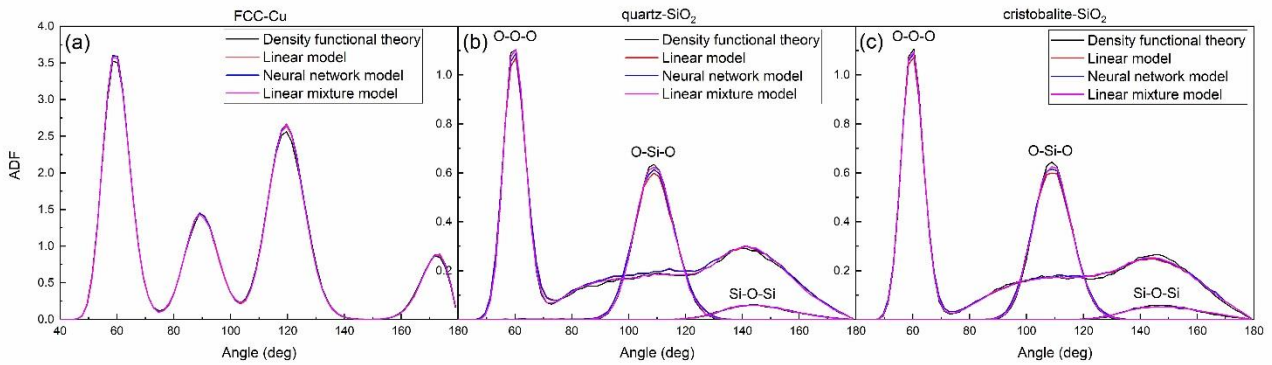 FCC-Cu
(a)
Density functional theory
Linear model
Neural network model
Linear mixture model
ADF
4.0
3.5
3.0
2.5
2.0
1.5
1.0
0.5
0.0
40 60 80 100 120 140 160 180
Angle (deg)
quartz-SiO₂
(b)
O-O-O
Density functional theory
Linear model
Neural network model
Linear mixture model
O-Si-O
Si-O-Si
1.0
0.8
0.6
0.4
0.2
60 80 100 120 140 160 180
Angle (deg)
cristobalite-SiO₂
(c)
O-O-O
Density functional theory
Linear model
Neural network model
Linear mixture model
O-Si-O
Si-O-Si
1.0
0.8
0.6
0.4
0.2
60 80 100 120 140 160 180
Angle (deg)